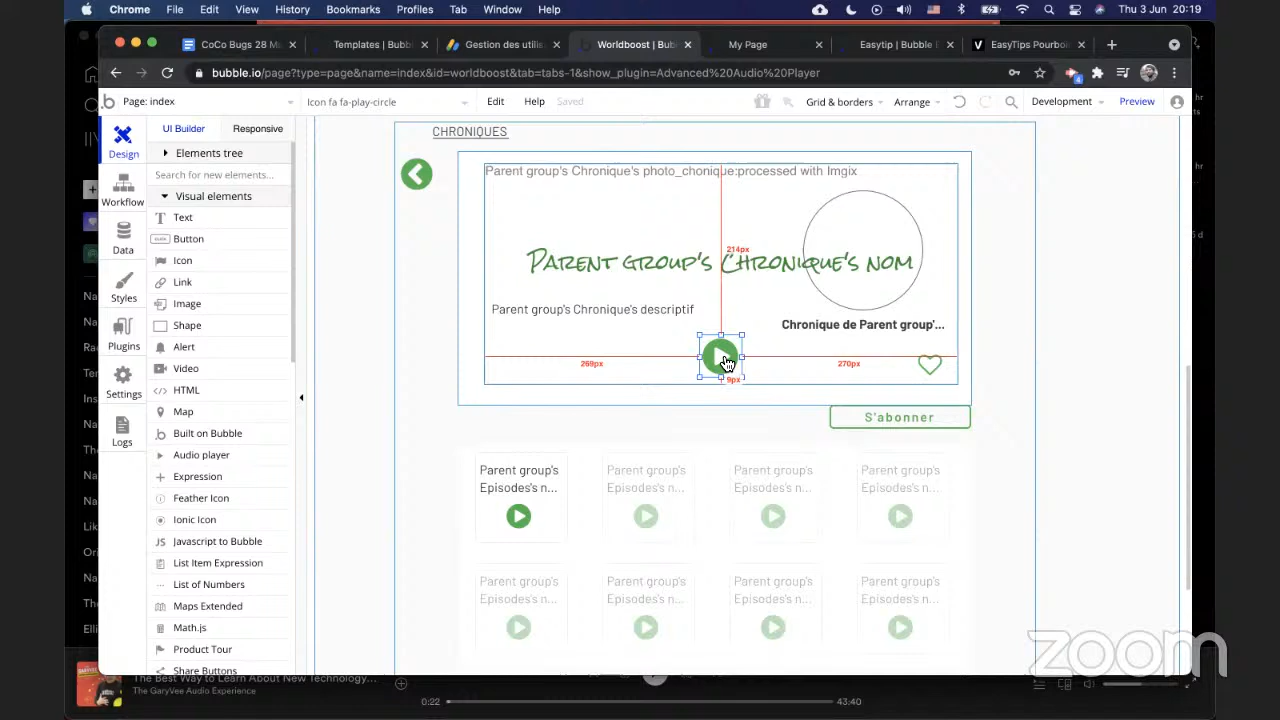 Chrome File Edit View History Bookmarks Profiles Tab Window Help Thu 3 Jun 20:19
CoCo Bugs 28 M
Templates | Bubb
Gestion des utilis
Worldboost | Bub
My Page
Easytip | Bubble E
EasyTips Pourboi
bubble.io/page?type=page&name=index&id=worldboost&tab=tabs-1&show_plugin=Advanced%20Audio%20Player
Page: index
Icon fa fa-play-circle
Edit Help Saved
Grid & borders Arrange
Development Preview
Design
Workflow
Data
Styles
Plugins
Settings
Logs
UI Builder Responsive
Elements tree
Search for new elements...
Visual elements
Text
Button
Icon
Link
Image
Shape
Alert
Video
HTML
Map
Built on Bubble
Audio player
Expression
Feather Icon
Ionic Icon
Javascript to Bubble
List Item Expression
List of Numbers
Maps Extended
Math.js
Product Tour
Share Buttons
CHRONIQUES
Parent group's Chronique's photo_chonique:processed with Imgix
214px
Parent group's Chronique's nom
Parent group's Chronique's descriptif
Chronique de Parent group'...
269px
270px
9px
S'abonner
Parent group's Parent group's Parent group's Parent group's
Episodes's n... Episodes's n... Episodes's n... Episodes's n...
Parent group's Parent group's Parent group's Parent group's
Episodes's n... Episodes's n... Episodes's n... Episodes's n...
The Best Way to Learn About New Technology...
The GaryVee Audio Experience
0:22
43:40
zoom